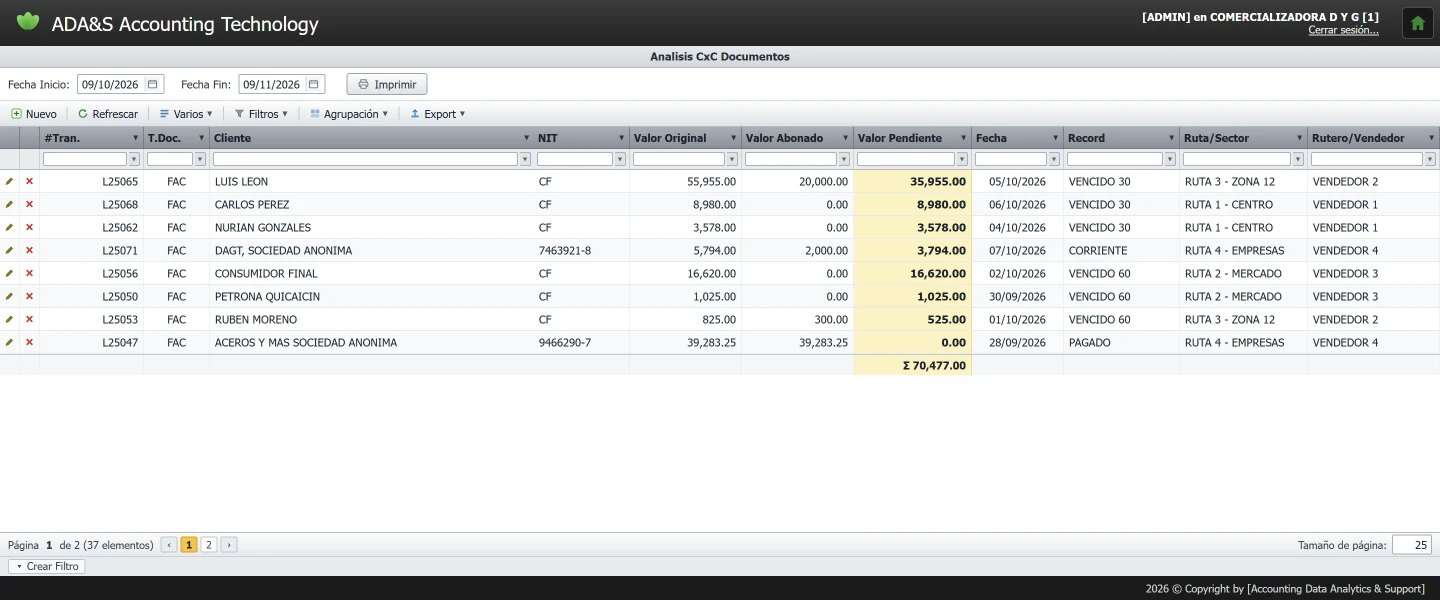 ADA&S Accounting Technology
[ADMIN] en COMERCIALIZADORA D Y G [1]
Cerrar sesión...
Analisis CxC Documentos
Fecha Inicio: 09/10/2026 Fecha Fin: 09/11/2026 Imprimir
Nuevo Refrescar Varios Filtros Agrupación Export
#Tran. T.Doc. Cliente NIT Valor Original Valor Abonado Valor Pendiente Fecha Record Ruta/Sector Rutero/Vendedor
L25065 FAC LUIS LEON CF 55,955.00 20,000.00 35,955.00 05/10/2026 VENCIDO 30 RUTA 3 - ZONA 12 VENDEDOR 2
L25068 FAC CARLOS PEREZ CF 8,980.00 0.00 8,980.00 06/10/2026 VENCIDO 30 RUTA 1 - CENTRO VENDEDOR 1
L25062 FAC NURIAN GONZALES CF 3,578.00 0.00 3,578.00 04/10/2026 VENCIDO 30 RUTA 1 - CENTRO VENDEDOR 1
L25071 FAC DAGT, SOCIEDAD ANONIMA 7463921-8 5,794.00 2,000.00 3,794.00 07/10/2026 CORRIENTE RUTA 4 - EMPRESAS VENDEDOR 4
L25056 FAC CONSUMIDOR FINAL CF 16,620.00 0.00 16,620.00 02/10/2026 VENCIDO 60 RUTA 2 - MERCADO VENDEDOR 3
L25050 FAC PETRONA QUICAICIN CF 1,025.00 0.00 1,025.00 30/09/2026 VENCIDO 60 RUTA 2 - MERCADO VENDEDOR 3
L25053 FAC RUBEN MORENO CF 825.00 300.00 525.00 01/10/2026 VENCIDO 60 RUTA 3 - ZONA 12 VENDEDOR 2
L25047 FAC ACEROS Y MAS SOCIEDAD ANONIMA 9466290-7 39,283.25 39,283.25 0.00 28/09/2026 PAGADO RUTA 4 - EMPRESAS VENDEDOR 4
Σ 70,477.00
Página 1 de 2 (37 elementos) ‹ 1 2 › Tamaño de página: 25
Crear Filtro
2026 © Copyright by [Accounting Data Analytics & Support]